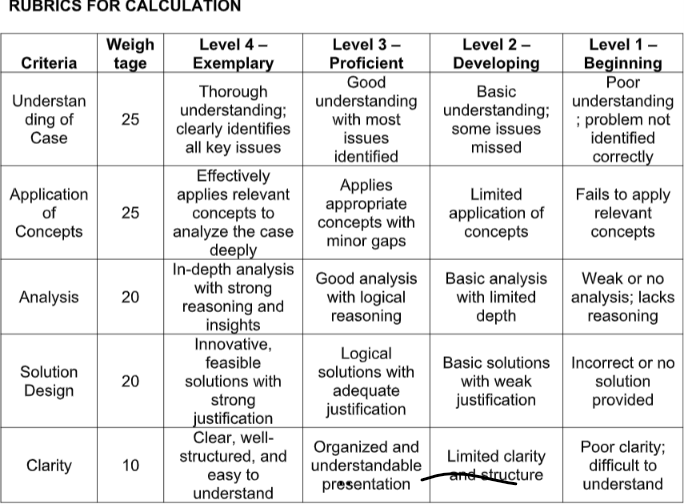 RUBRICS FOR CALCULATION
Criteria
Weigh
tage
Level 4 –
Exemplary
Level 3 –
Proficient
Level 2 –
Developing
Level 1 –
Beginning
Understan
ding of
Case
25
Thorough
understanding;
clearly identifies
all key issues
Good
understanding
with most
issues
identified
Basic
understanding;
some issues
missed
Poor
understanding
; problem not
identified
correctly
Application
of
Concepts
25
Effectively
applies relevant
concepts to
analyze the case
deeply
Applies
appropriate
concepts with
minor gaps
Limited
application of
concepts
Fails to apply
relevant
concepts
Analysis
20
In-depth analysis
with strong
reasoning and
insights
Good analysis
with logical
reasoning
Basic analysis
with limited
depth
Weak or no
analysis; lacks
reasoning
Solution
Design
20
Innovative,
feasible
solutions with
strong
justification
Logical
solutions with
adequate
justification
Basic solutions
with weak
justification
Incorrect or no
solution
provided
Clarity
10
Clear, well-
structured, and
easy to
understand
Organized and
understandable
presentation
Limited clarity
and structure
Poor clarity;
difficult to
understand